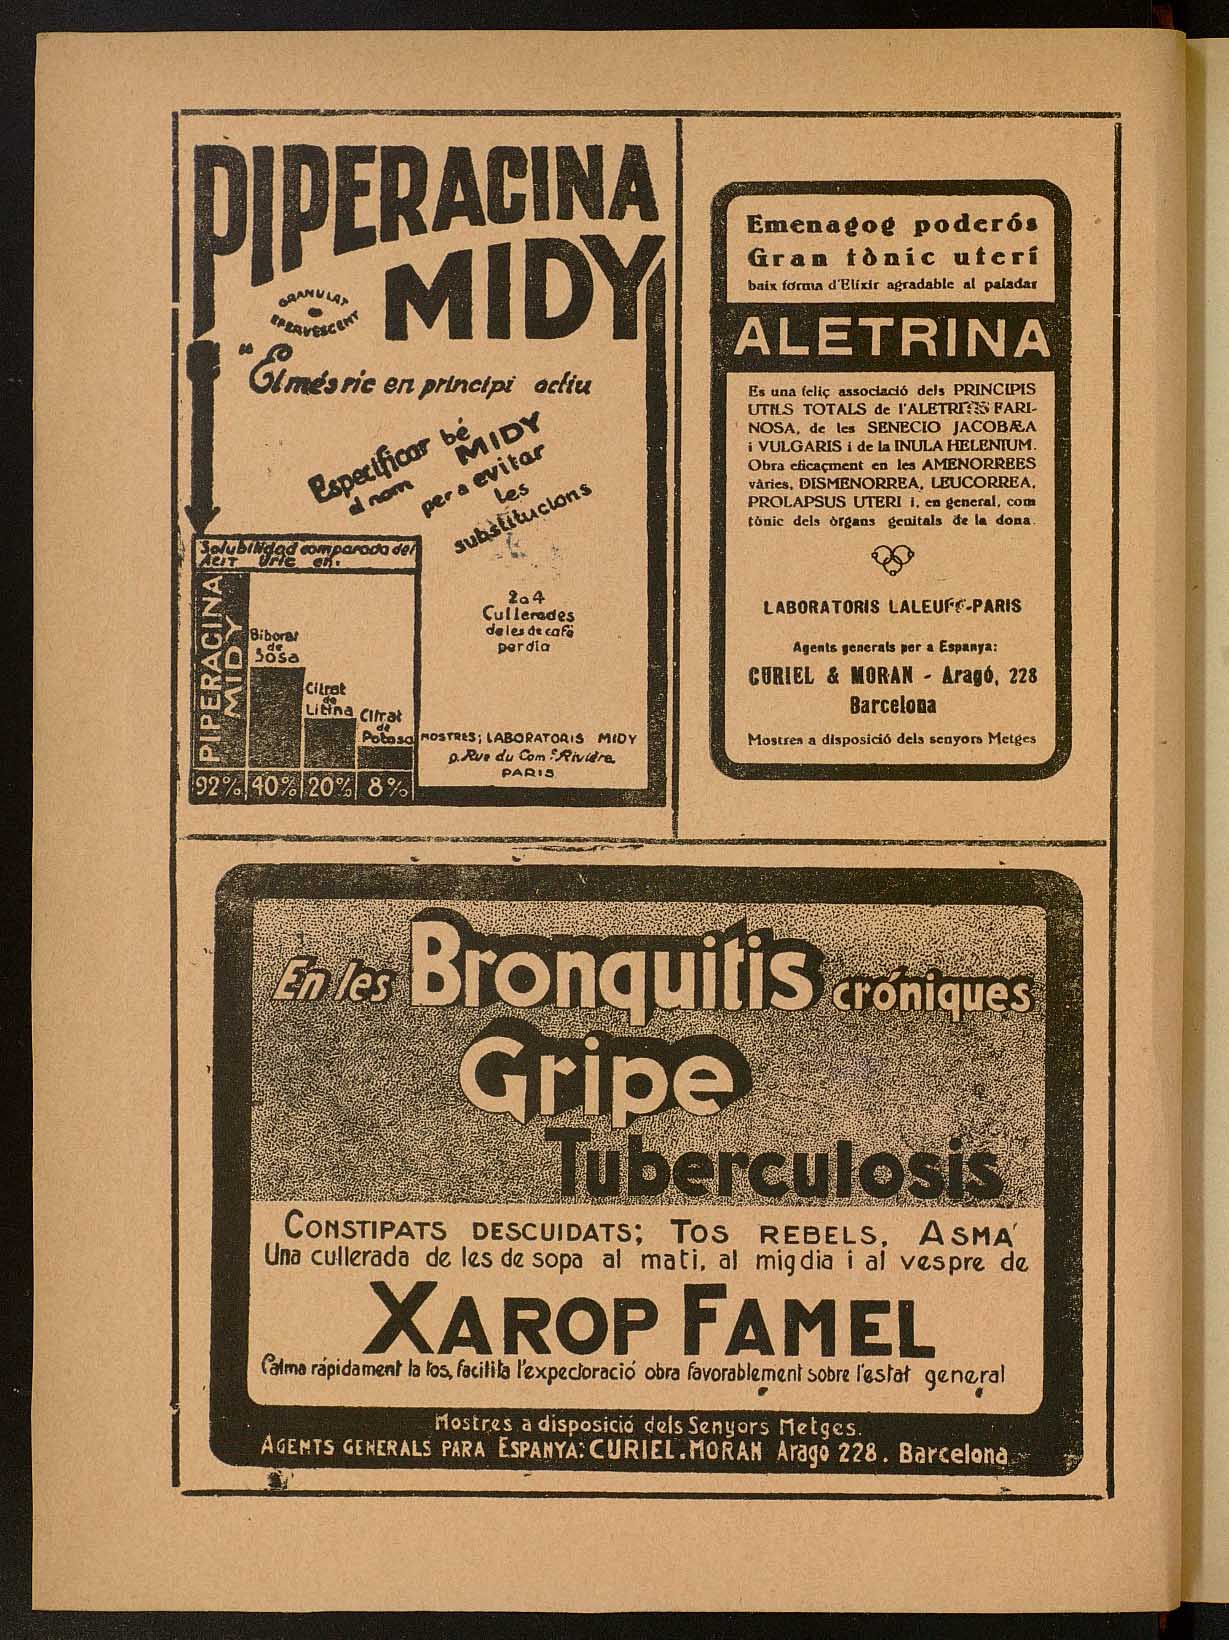 PIPERACINA
MIDY
GRANULAT
EFERVESCENT
"El més ric en principi actiu
Especificar bé
el nom MIDY
per a evitar
les
substitucions
Solubilidad comparada del
Acit Uric en.
PIPERACINA
MIDY
Biborat
de
Sosa
Citrat
de
Litina
Citrat
de
Potasa
92% 40% 20% 8%
2 a 4
Cullerades
de les de café
per dia
MOSTRES; LABORATORIS MIDY
9. Rue du Com.t Rivière
PARIS
Emenagog poderós
Gran tònic uterí
baix forma d'Elixir agradable al paladar
ALETRINA
Es una feliç associació dels PRINCIPIS
UTILS TOTALS de l'ALETRIS FARI-
NOSA, de les SENECIO JACOBÆA
i VULGARIS i de la INULA HELENIUM.
Obra eficaçment en les AMENORREES
vàries, DISMENORREA, LEUCORREA,
PROLAPSUS UTERI i, en general, com
tònic dels òrgans genitals de la dona.
LABORATORIS LALEUFF-PARIS
Agents generals per a Espanya:
CURIEL & MORAN - Aragó, 228
Barcelona
Mostres a disposició dels senyors Metges
En les Bronquitis cróniques
Gripe
Tuberculosis
CONSTIPATS DESCUIDATS; TOS REBELS, ASMA
Una cullerada de les de sopa al mati, al migdia i al vespre de
XAROP FAMEL
Calma rápidament la tos, facilita l'expectoració obra favorablement sobre l'estat general
Mostres a disposició dels Senyors Metges.
AGENTS GENERALS PARA ESPANYA: CURIEL.MORAN Arago 228. Barcelona